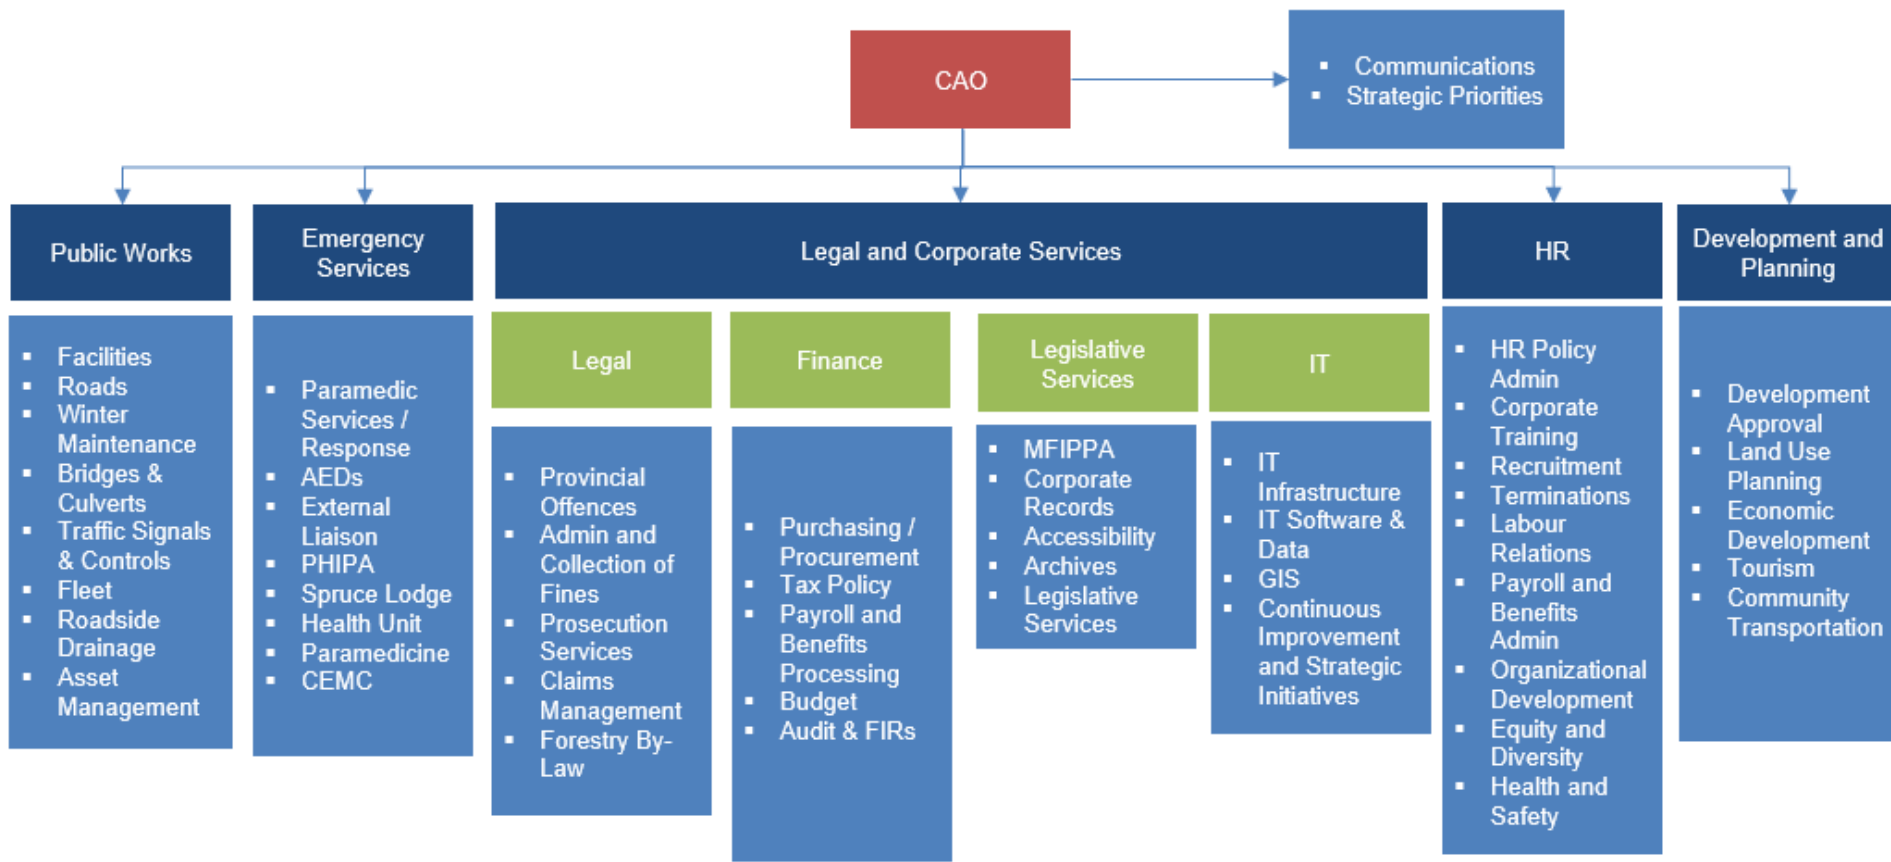 CAO
▪ Communications
▪ Strategic Priorities
Public Works
Emergency
Services
Legal and Corporate Services
HR
Development and
Planning
▪ Facilities
▪ Roads
▪ Winter
Maintenance
▪ Bridges &
Culverts
▪ Traffic Signals
& Controls
▪ Fleet
▪ Roadside
Drainage
▪ Asset
Management
▪ Paramedic
Services /
Response
▪ AEDs
▪ External
Liaison
▪ PHIPA
▪ Spruce Lodge
▪ Health Unit
▪ Paramedicine
▪ CEMC
Legal
▪ Provincial
Offences
▪ Admin and
Collection of
Fines
▪ Prosecution
Services
▪ Claims
Management
▪ Forestry By-
Law
Finance
▪ Purchasing /
Procurement
▪ Tax Policy
▪ Payroll and
Benefits
Processing
▪ Budget
▪ Audit & FIRs
Legislative
Services
▪ MFIPPA
▪ Corporate
Records
▪ Accessibility
▪ Archives
▪ Legislative
Services
IT
▪ IT
Infrastructure
▪ IT Software &
Data
▪ GIS
▪ Continuous
Improvement
and Strategic
Initiatives
▪ HR Policy
Admin
▪ Corporate
Training
▪ Recruitment
▪ Terminations
▪ Labour
Relations
▪ Payroll and
Benefits
Admin
▪ Organizational
Development
▪ Equity and
Diversity
▪ Health and
Safety
▪ Development
Approval
▪ Land Use
Planning
▪ Economic
Development
▪ Tourism
▪ Community
Transportation